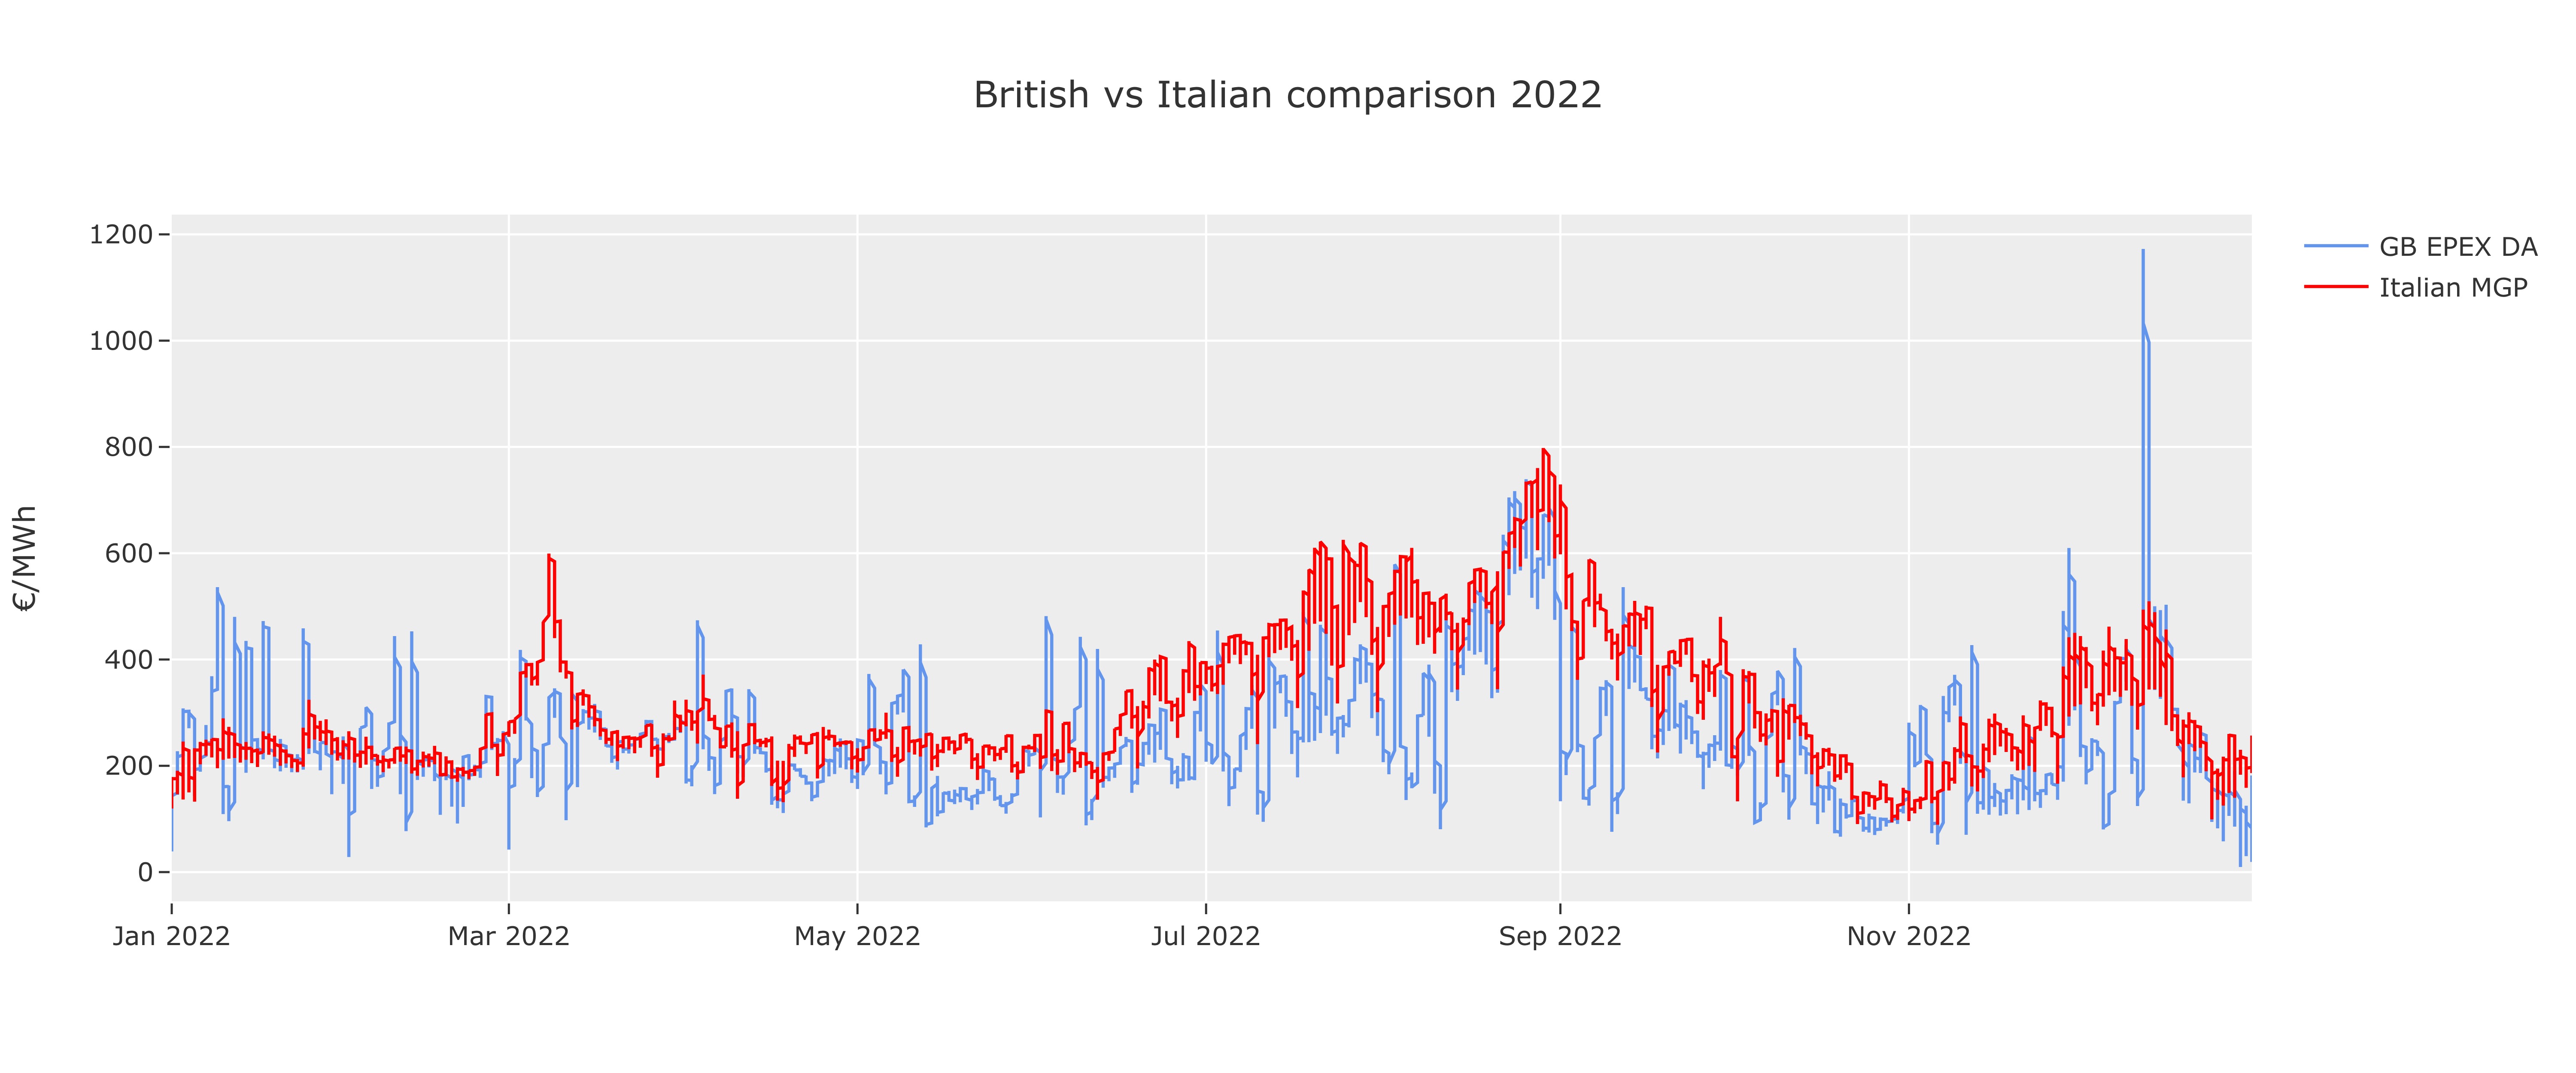 British vs Italian comparison 2022
€/MWh
1200
1000
800
600
400
200
0
Jan 2022
Mar 2022
May 2022
Jul 2022
Sep 2022
Nov 2022
GB EPEX DA
Italian MGP